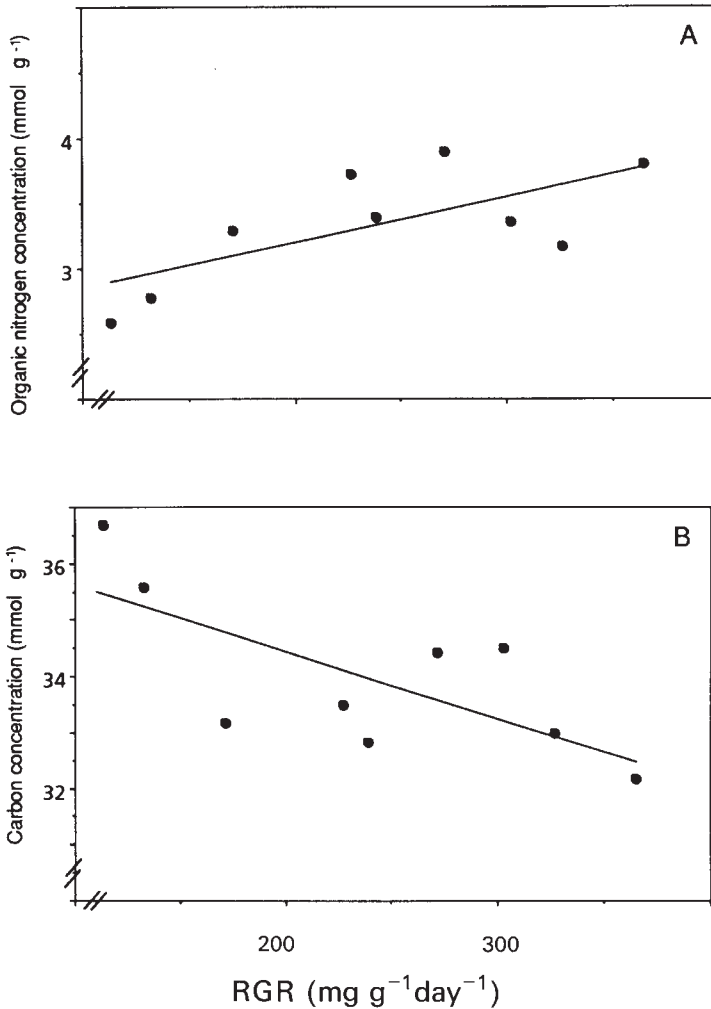 A
Organic nitrogen concentration (mmol g⁻¹)
4
3
B
Carbon concentration (mmol g⁻¹)
36
34
32
200 300
RGR (mg g⁻¹day⁻¹)